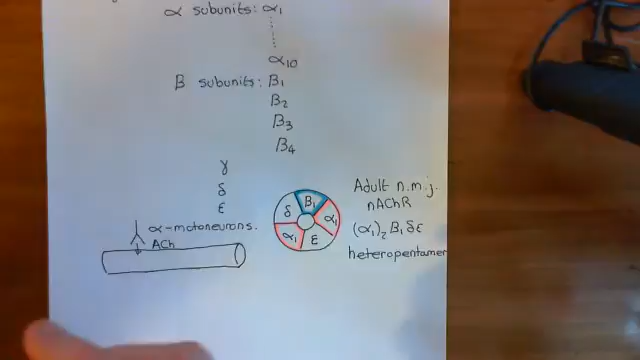 α subunits: α1
α10
β subunits: β1
β2
β3
β4
γ
δ
ε
α-motoneurons.
ACh
β1
δ
α1
α1
ε
Adult n.m.j.
nAChR
(α1)2 β1 δ ε
heteropentamer